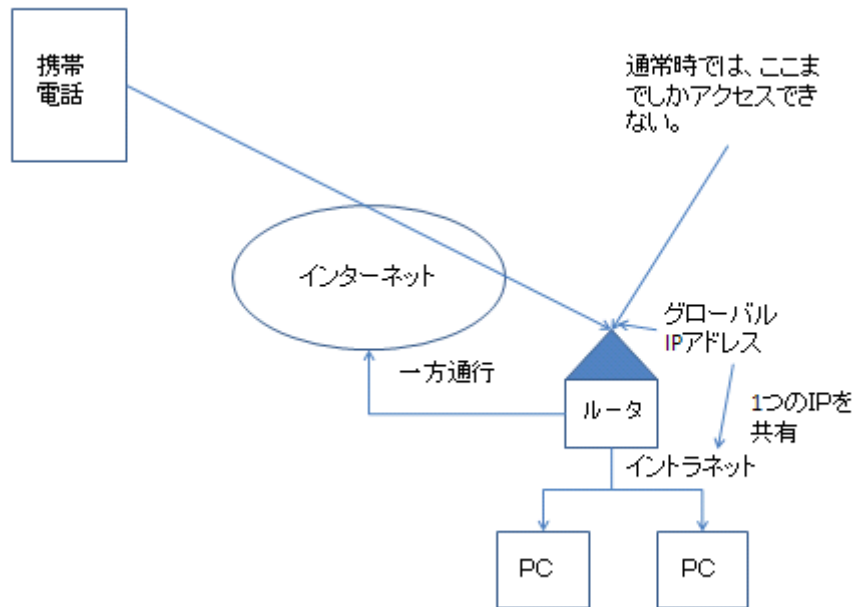 携帯
電話
通常時では、ここま
でしかアクセスでき
ない。
インターネット
グローバル
IPアドレス
一方通行
ルータ
1つのIPを
共有
イントラネット
PC
PC